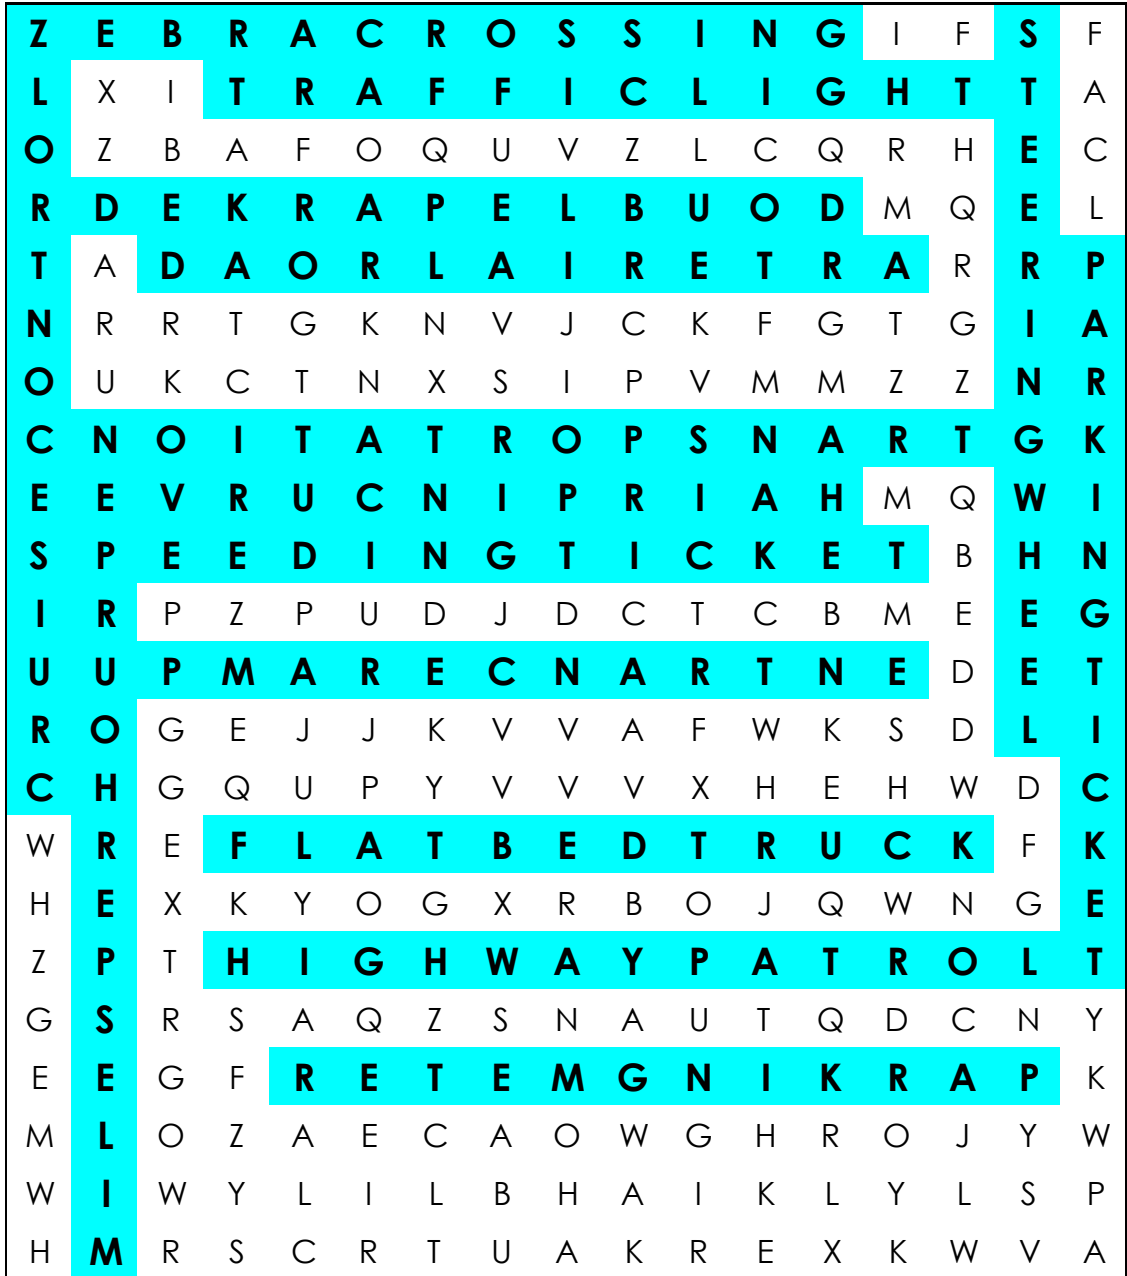 Z E B R A C R O S S I N G I F S F
L X I T R A F F I C L I G H T T A
O Z B A F O Q U V Z L C Q R H E C
R D E K R A P E L B U O D M Q E L
T A D A O R L A I R E T R A R R P
N R R T G K N V J C K F G T G I A
O U K C T N X S I P V M M Z Z N R
C N O I T A T R O P S N A R T G K
E E V R U C N I P R I A H M Q W I
S P E E D I N G T I C K E T B H N
I R P Z P U D J D C T C B M E E G
U U P M A R E C N A R T N E D E T
R O G E J J K V V A F W K S D L I
C H G Q U P Y V V V X H E H W D C
W R E F L A T B E D T R U C K F K
H E X K Y O G X R B O J Q W N G E
Z P T H I G H W A Y P A T R O L T
G S R S A Q Z S N A U T Q D C N Y
E E G F R E T E M G N I K R A P K
M L O Z A E C A O W G H R O J Y W
W I W Y L I L B H A I K L Y L S P
H M R S C R T U A K R E X K W V A